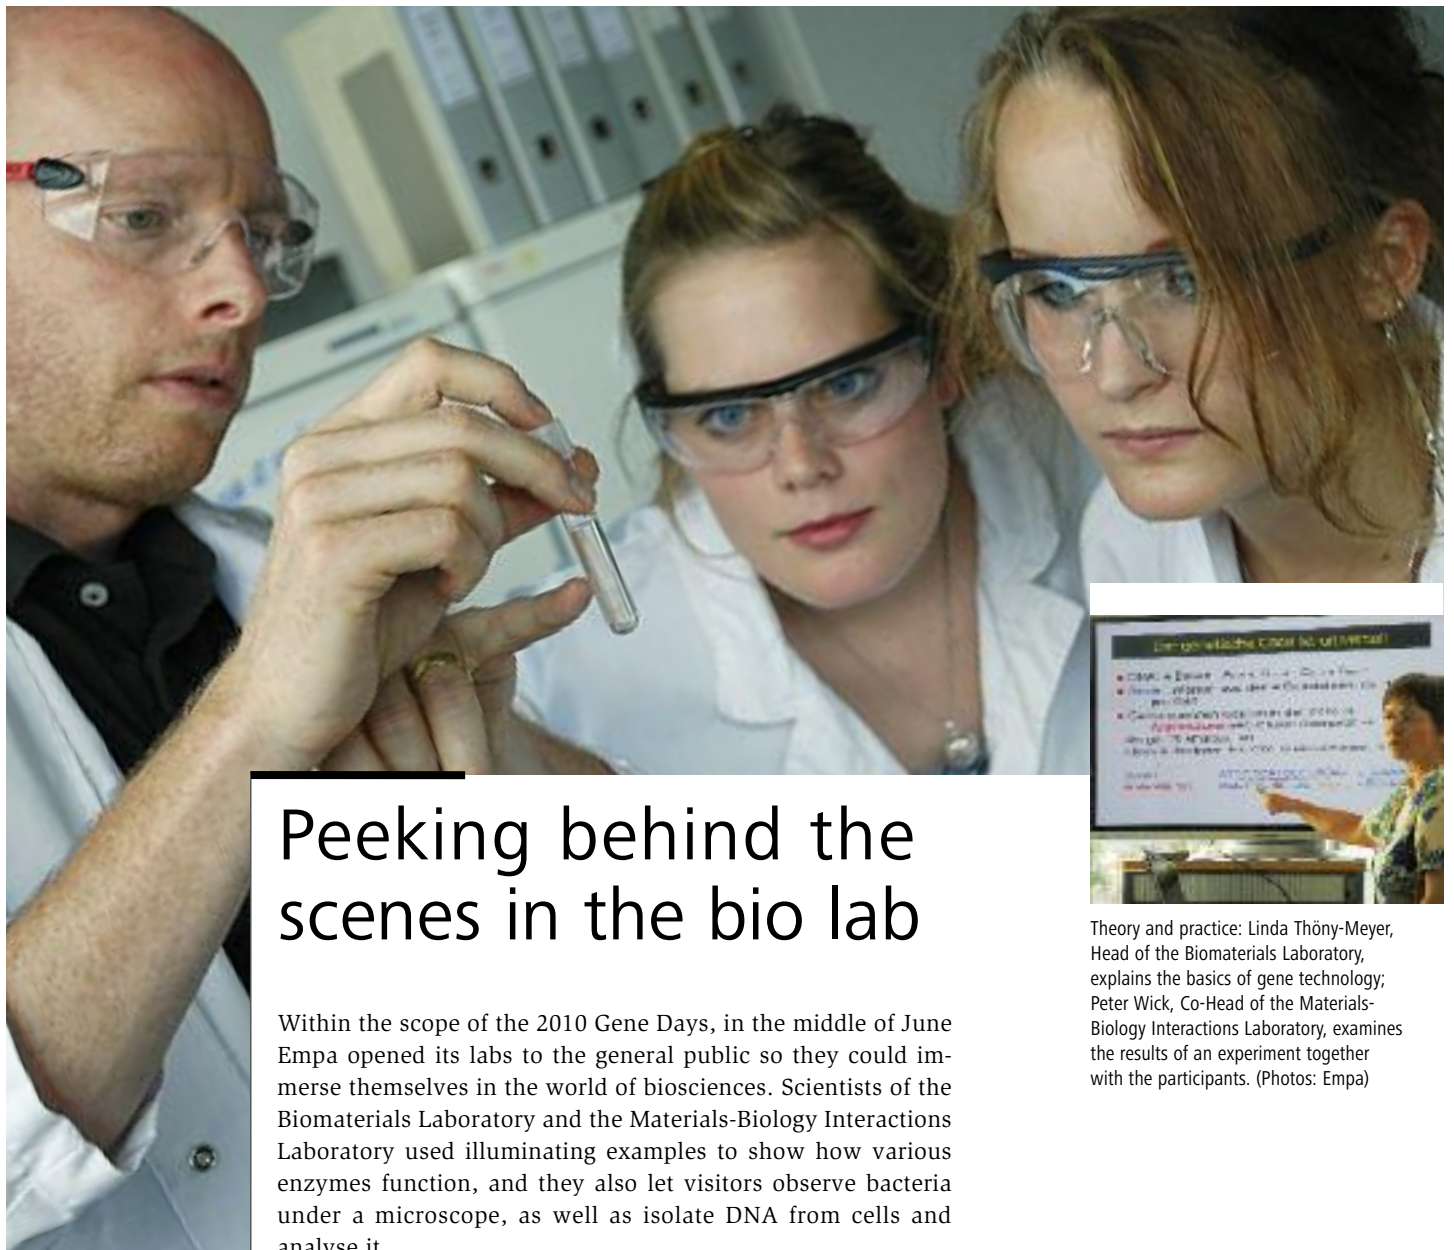 Peeking behind the
scenes in the bio lab
Within the scope of the 2010 Gene Days, in the middle of June
Empa opened its labs to the general public so they could im-
merse themselves in the world of biosciences. Scientists of the
Biomaterials Laboratory and the Materials-Biology Interactions
Laboratory used illuminating examples to show how various
enzymes function, and they also let visitors observe bacteria
under a microscope, as well as isolate DNA from cells and
analyse it
Theory and practice: Linda Thöny-Meyer,
Head of the Biomaterials Laboratory,
explains the basics of gene technology;
Peter Wick, Co-Head of the Materials-
Biology Interactions Laboratory, examines
the results of an experiment together
with the participants. (Photos: Empa)